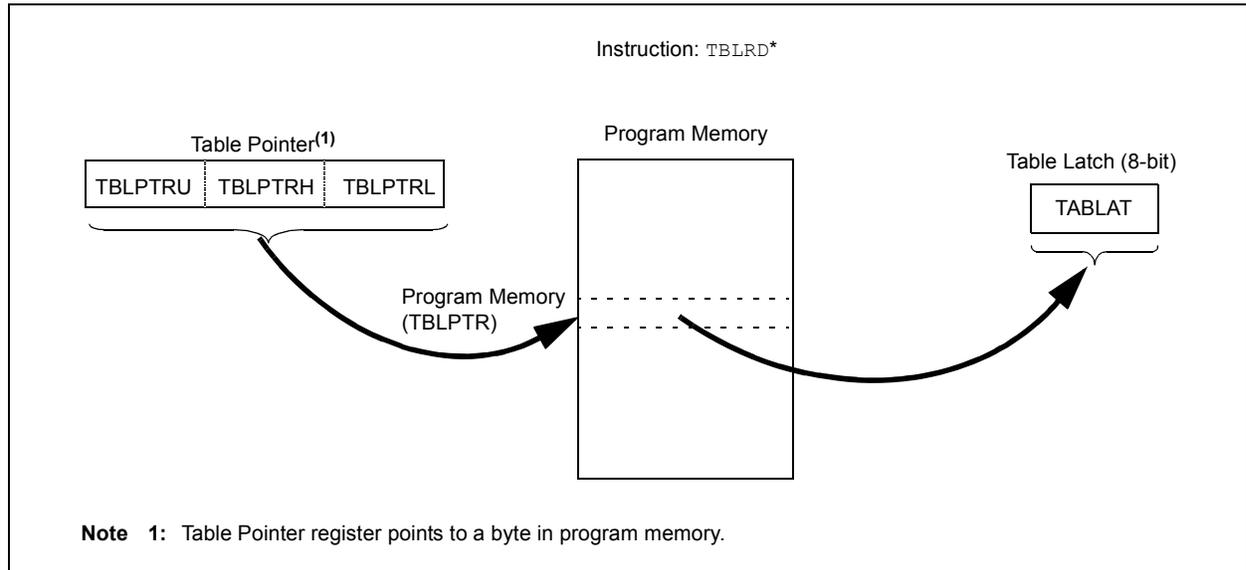 Instruction: TBLRD*
Table Pointer(1)
TBLPTRU TBLPTRH TBLPTRL
Program Memory
Table Latch (8-bit)
TABLAT
Program Memory
(TBLPTR)
Note 1: Table Pointer register points to a byte in program memory.